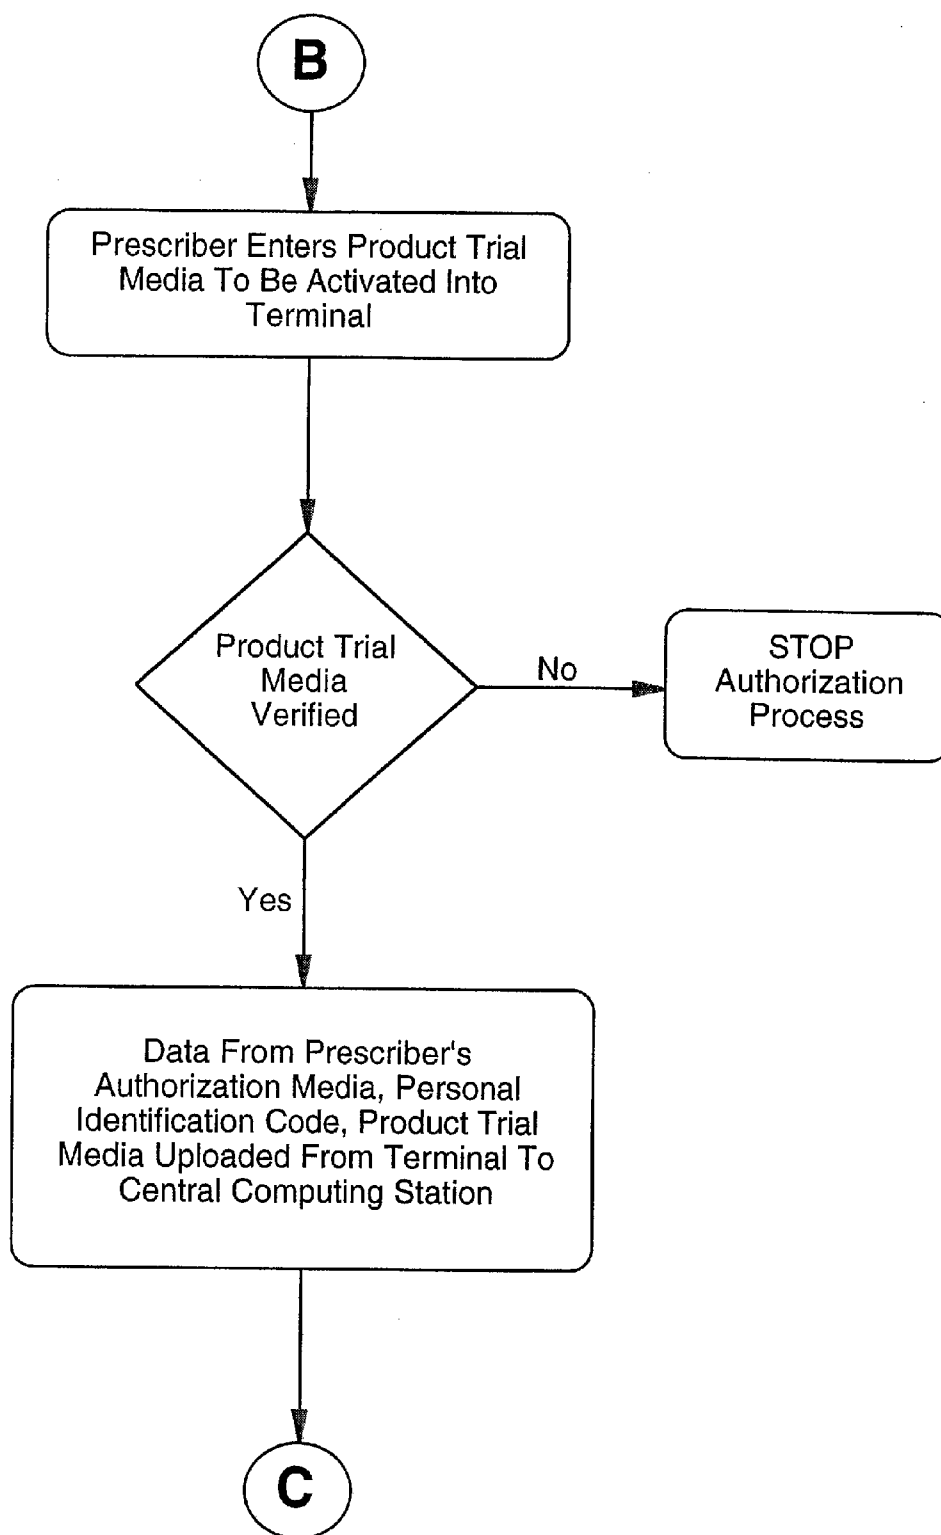 B
Prescriber Enters Product Trial
Media To Be Activated Into
Terminal
Product Trial
Media
Verified
No
STOP
Authorization
Process
Yes
Data From Prescriber's
Authorization Media, Personal
Identification Code, Product Trial
Media Uploaded From Terminal To
Central Computing Station
C